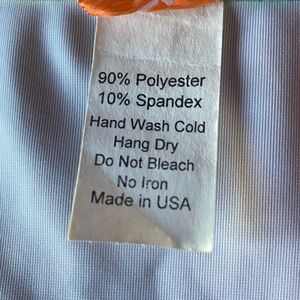 90% Polyester
10% Spandex
Hand Wash Cold
Hang Dry
Do Not Bleach
No Iron
Made in USA